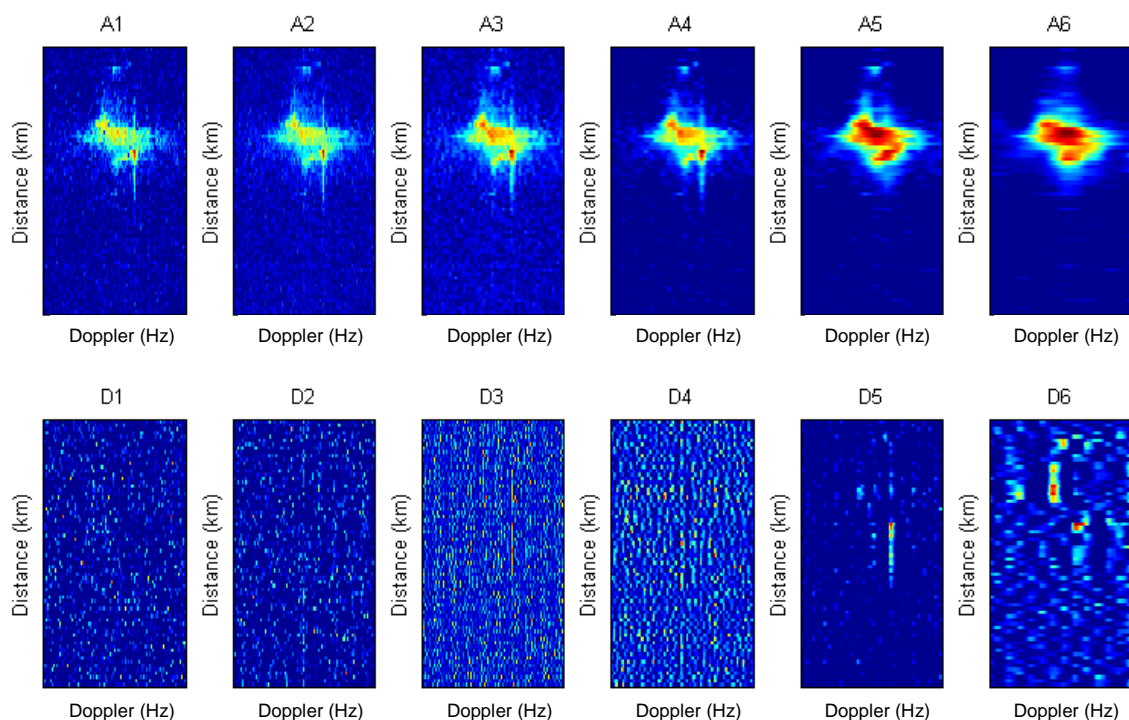 A1 A2 A3 A4 A5 A6
Distance (km) Distance (km) Distance (km) Distance (km) Distance (km) Distance (km)
Doppler (Hz) Doppler (Hz) Doppler (Hz) Doppler (Hz) Doppler (Hz) Doppler (Hz)
D1 D2 D3 D4 D5 D6
Distance (km) Distance (km) Distance (km) Distance (km) Distance (km) Distance (km)
Doppler (Hz) Doppler (Hz) Doppler (Hz) Doppler (Hz) Doppler (Hz) Doppler (Hz)